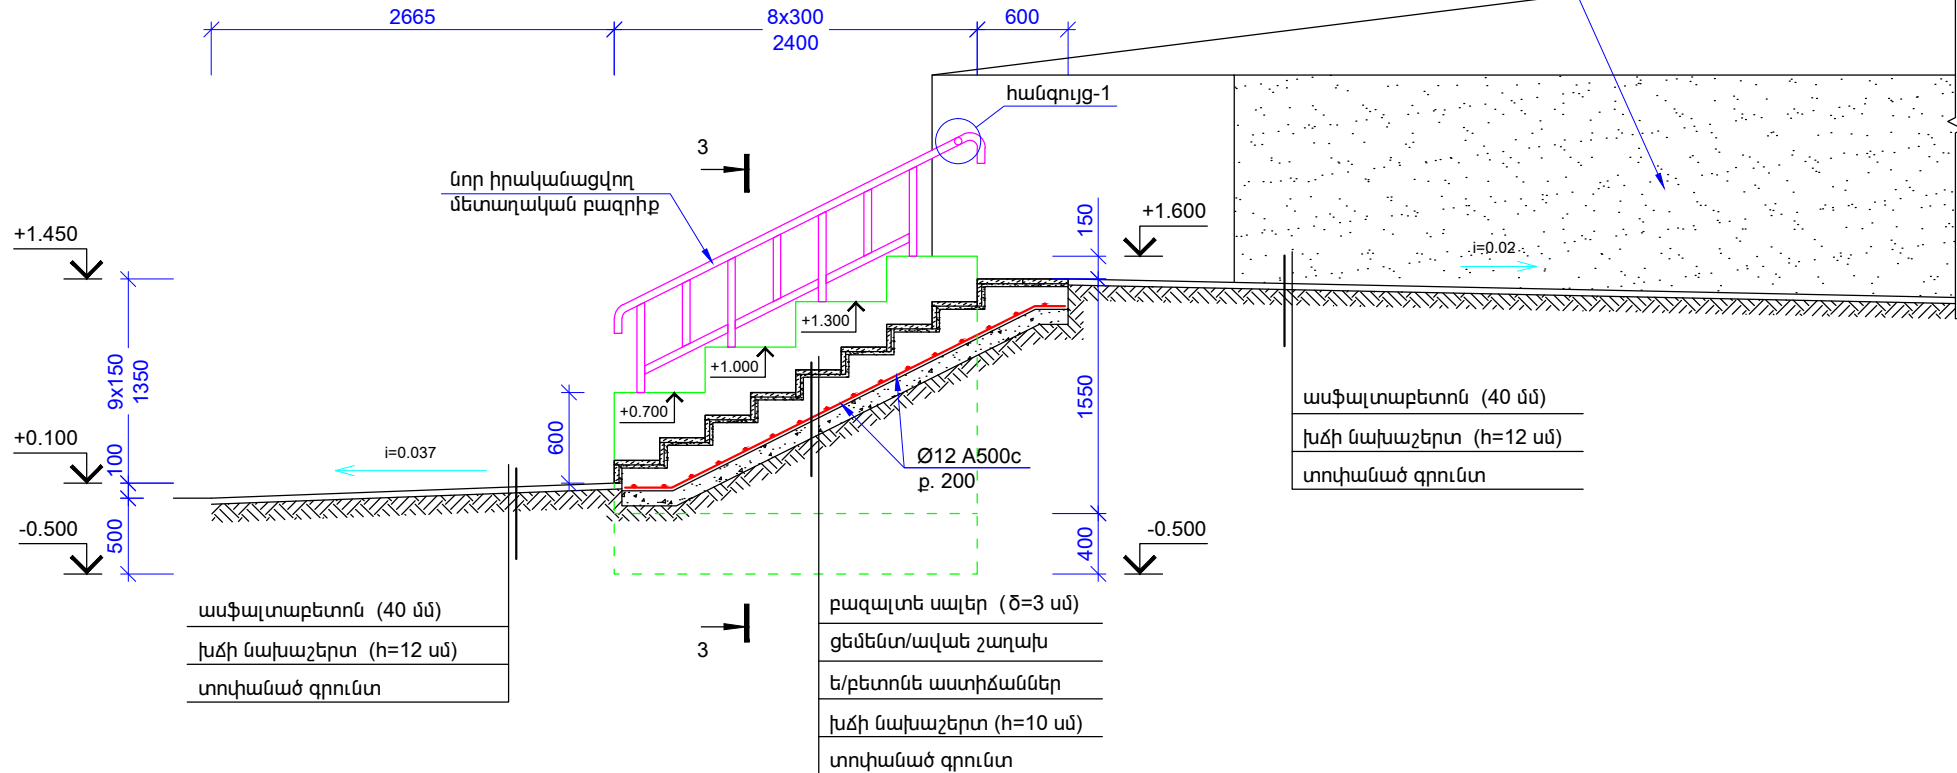 2665
8x300
2400
600
հանգույց-1
3
նոր իրականացվող
մետաղական բազրիք
+1.450
+1.600
150
i=0.02
+1.300
+1.000
+0.700
9x150
1350
1550
600
+0.100
100
i=0.037
Ø12 A500c
ք. 200
ասֆալտաբետոն (40 մմ)
խճի նախաշերտ (h=12 սմ)
տոփանած գրունտ
-0.500
500
-0.500
400
ասֆալտաբետոն (40 մմ)
խճի նախաշերտ (h=12 սմ)
տոփանած գրունտ
3
բազալտե սալեր (δ=3 սմ)
ցեմենտ/ավաե շաղախ
ե/բետոնե աստիճաններ
խճի նախաշերտ (h=10 սմ)
տոփանած գրունտ